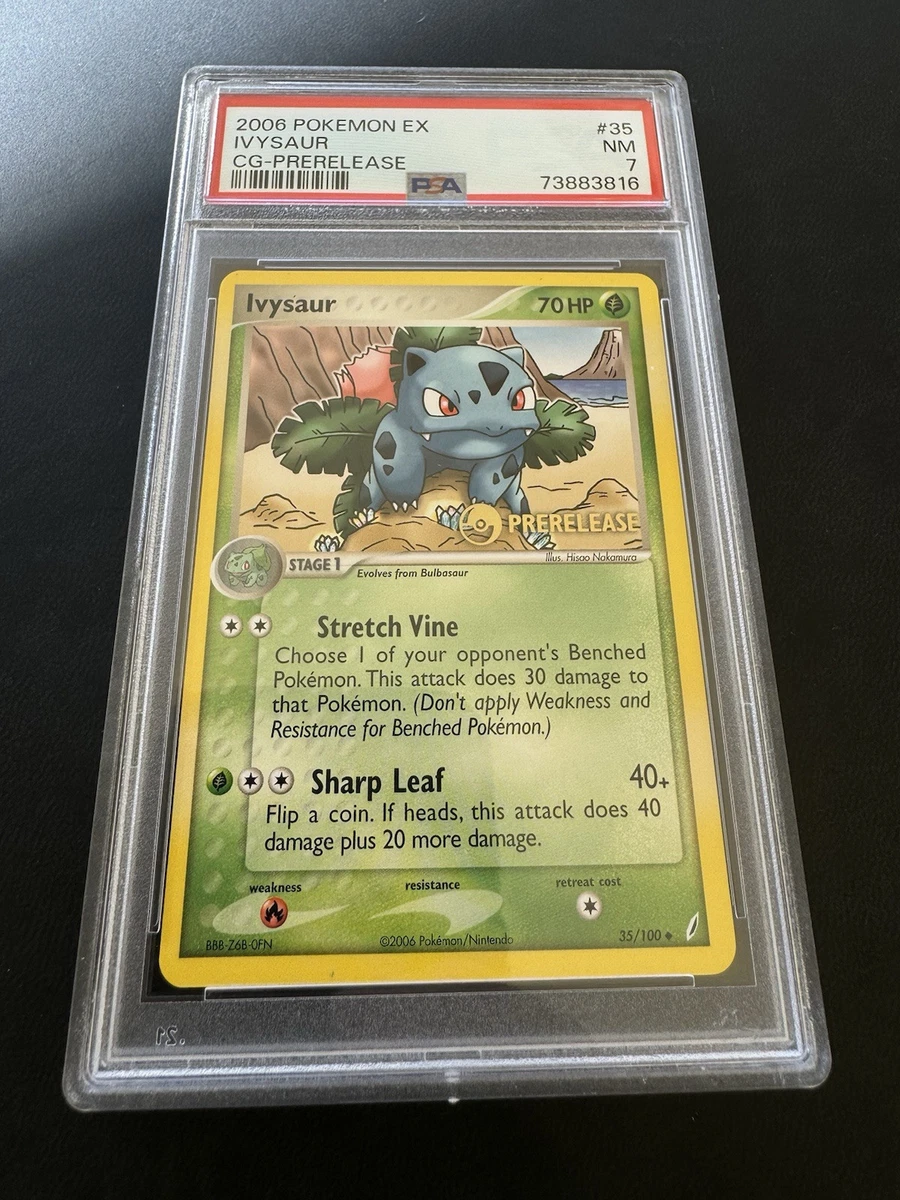 2006 POKEMON EX #35
IVYSAUR NM
CG-PRERELEASE 7
PSA 73883816
Ivysaur 70 HP
PRERELEASE
Illus. Hisao Nakamura
STAGE 1
Evolves from Bulbasaur
Stretch Vine
Choose 1 of your opponent's Benched
Pokémon. This attack does 30 damage to
that Pokémon. (Don't apply Weakness and
Resistance for Benched Pokémon.)
Sharp Leaf 40+
Flip a coin. If heads, this attack does 40
damage plus 20 more damage.
weakness resistance retreat cost
BBB-Z6B-0FN ©2006 Pokémon/Nintendo 35/100